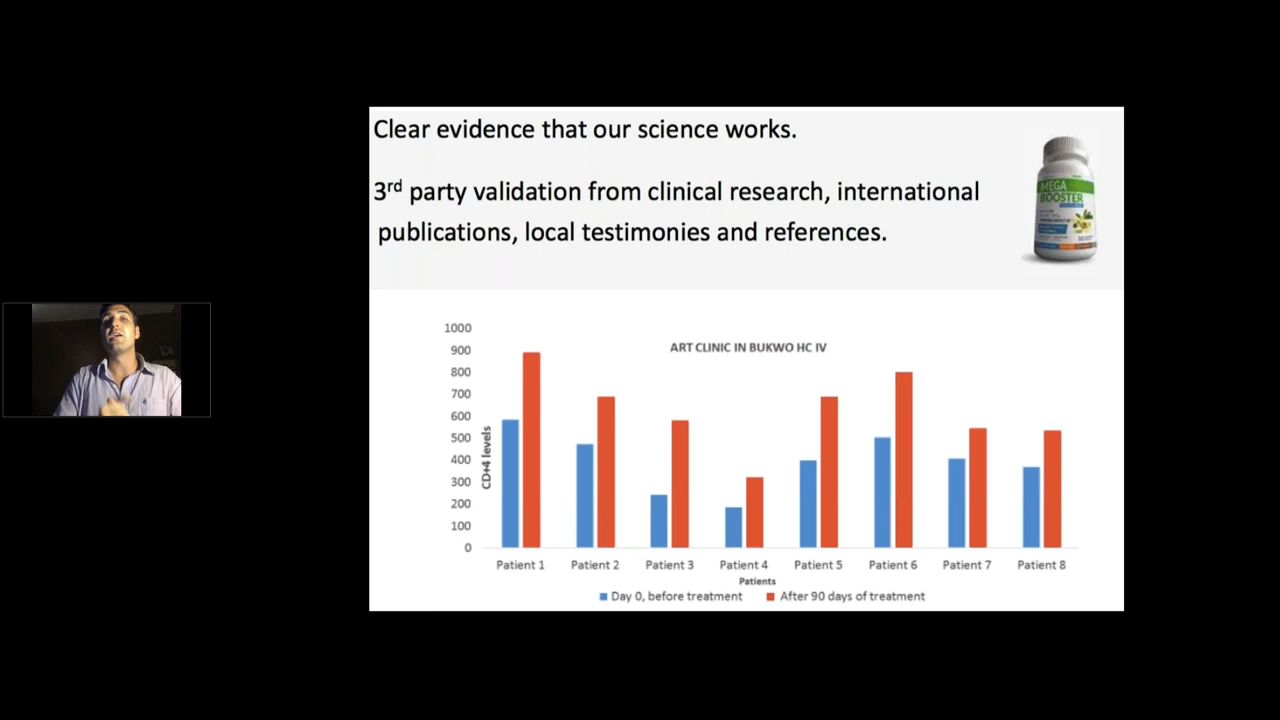 Clear evidence that our science works.
3rd party validation from clinical research, international
publications, local testimonies and references.
MEGA
BOOSTER
1000
900
800
700
600
500
400
300
200
100
0
CD+4 levels
ART CLINIC IN BUKWO HC IV
Patient 1 Patient 2 Patient 3 Patient 4 Patient 5 Patient 6 Patient 7 Patient 8
Patients
Day 0, before treatment After 90 days of treatment